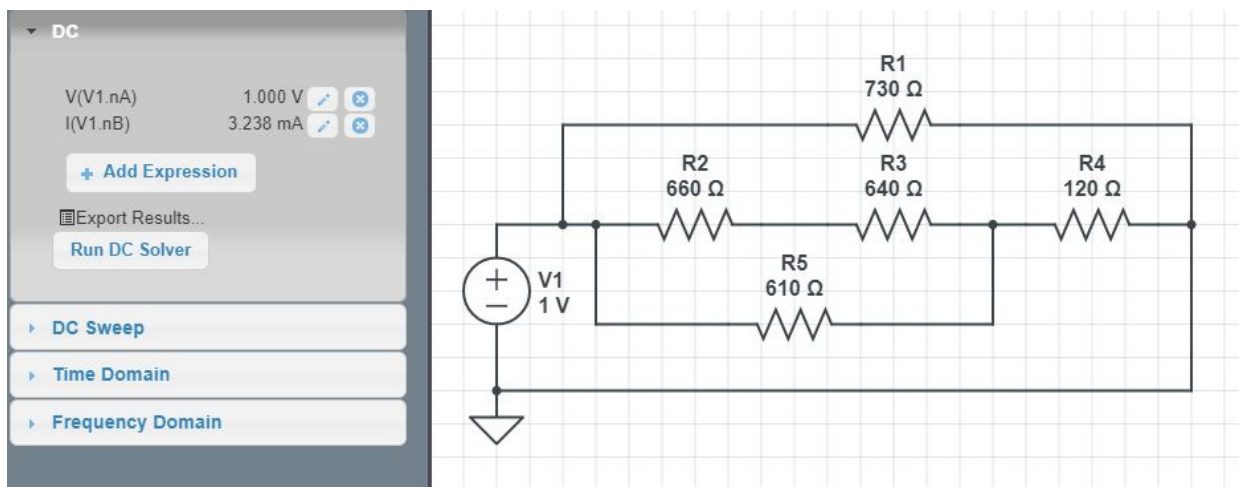 DC
V(V1.nA) 1.000 V
I(V1.nB) 3.238 mA
+ Add Expression
Export Results...
Run DC Solver
DC Sweep
Time Domain
Frequency Domain
R1
730 Ω
R2
660 Ω
R3
640 Ω
R4
120 Ω
R5
610 Ω
V1
1 V